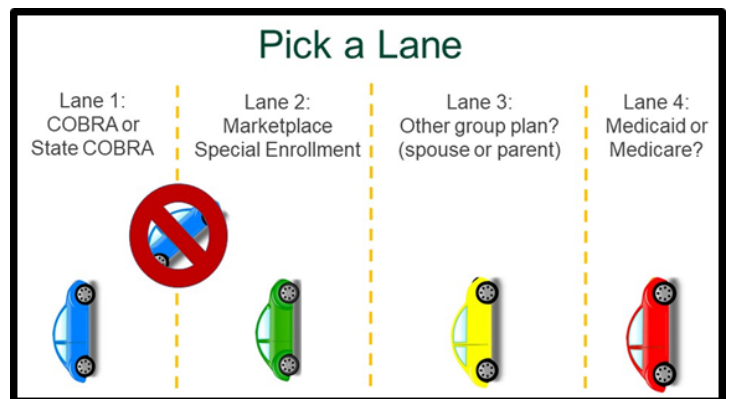 Pick a Lane
Lane 1:
COBRA or
State COBRA
Lane 2:
Marketplace
Special Enrollment
Lane 3:
Other group plan?
(spouse or parent)
Lane 4:
Medicaid or
Medicare?